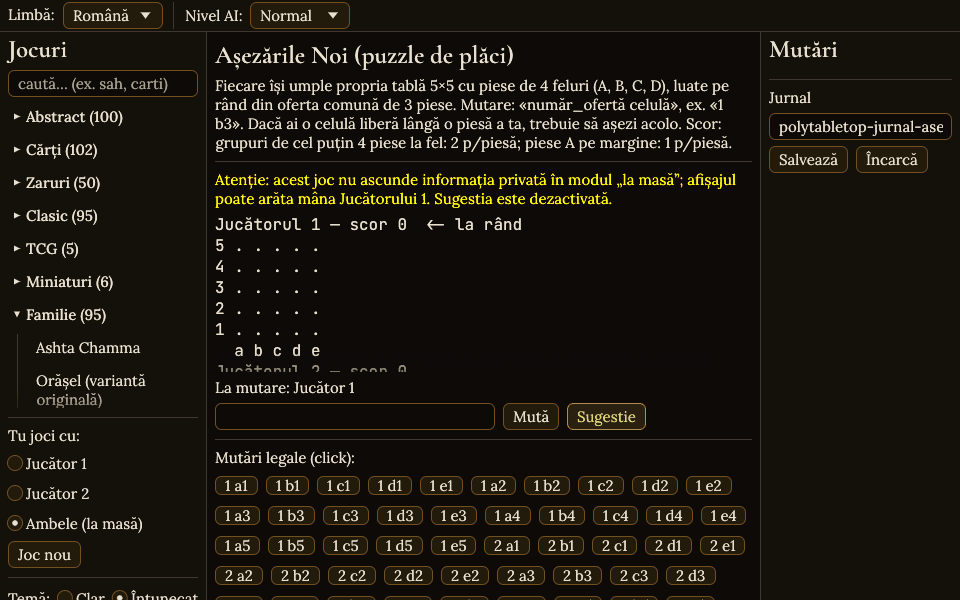 Limbă: Română Nivel AI: Normal
Jocuri
caută... (ex. sah, carti)
Abstract (100)
Cărți (102)
Zaruri (50)
Clasic (95)
TCG (5)
Miniaturi (6)
Familie (95)
Ashta Chamma
Orășel (variantă
originală)
Tu joci cu:
Jucător 1
Jucător 2
Ambele (la masă)
Joc nou
Temă: Clar Întunecat
Așezările Noi (puzzle de plăci)
Fiecare își umple propria tablă 5×5 cu piese de 4 feluri (A, B, C, D), luate pe
rând din oferta comună de 3 piese. Mutare: «număr_ofertă celulă», ex. «1
b3». Dacă ai o celulă liberă lângă o piesă a ta, trebuie să așezi acolo. Scor:
grupuri de cel puțin 4 piese la fel: 2 p/piesă; piese A pe margine: 1 p/piesă.
Atenție: acest joc nu ascunde informația privată în modul „la masă”; afișajul
poate arăta mâna Jucătorului 1. Sugestia este dezactivată.
Jucătorul 1 — scor 0 ← la rând
5 . . . . .
4 . . . . .
3 . . . . .
2 . . . . .
1 . . . . .
a b c d e
Jucătorul 2 — scor 0
La mutare: Jucător 1
Mută Sugestie
Mutări legale (click):
1 a1 1 b1 1 c1 1 d1 1 e1 1 a2 1 b2 1 c2 1 d2 1 e2
1 a3 1 b3 1 c3 1 d3 1 e3 1 a4 1 b4 1 c4 1 d4 1 e4
1 a5 1 b5 1 c5 1 d5 1 e5 2 a1 2 b1 2 c1 2 d1 2 e1
2 a2 2 b2 2 c2 2 d2 2 e2 2 a3 2 b3 2 c3 2 d3
Mutări
Jurnal
polytabletop-jurnal-ase
Salvează Încarcă